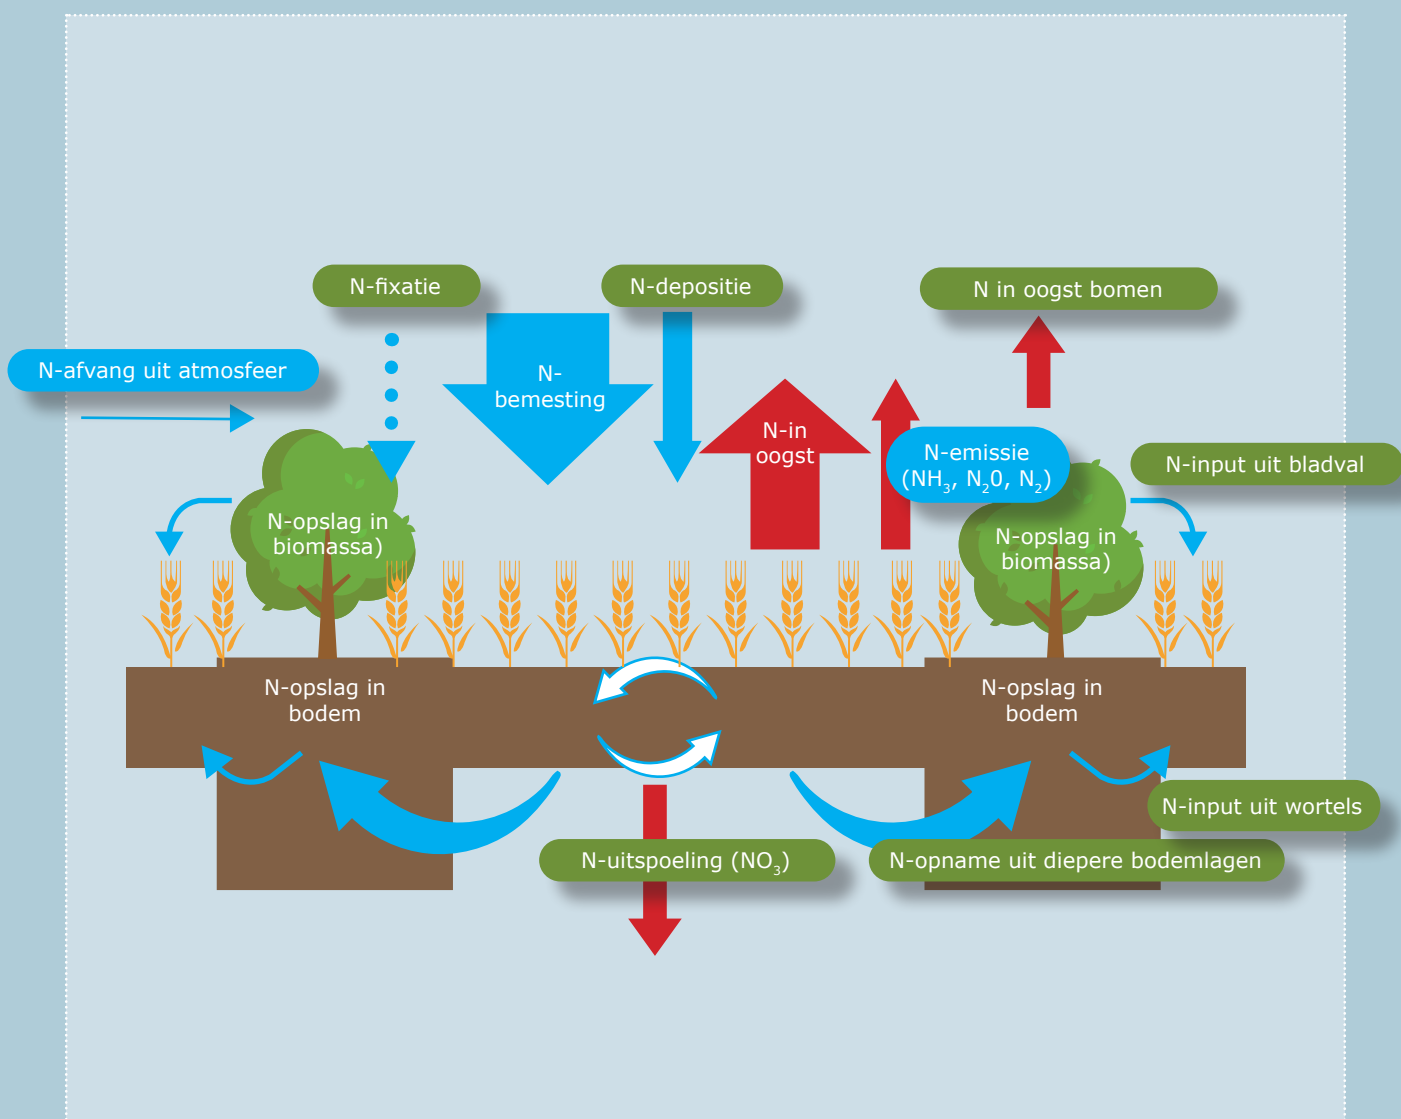 N-fixatie
N-depositie
N in oogst bomen
N-afvang uit atmosfeer
N-
bemesting
N-in
oogst
N-emissie
(NH₃, N₂0, N₂)
N-input uit bladval
N-opslag in
biomassa)
N-opslag in
biomassa)
N-opslag in
bodem
N-opslag in
bodem
N-input uit wortels
N-uitspoeling (NO₃)
N-opname uit diepere bodemlagen